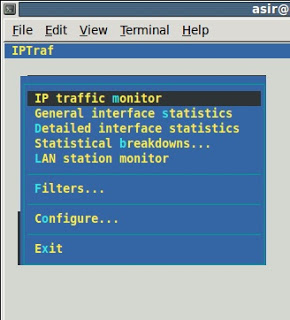 asir@
File Edit View Terminal Help
IPTraf
IP traffic monitor
General interface statistics
Detailed interface statistics
Statistical breakdowns...
LAN station monitor
Filters...
Configure...
Exit